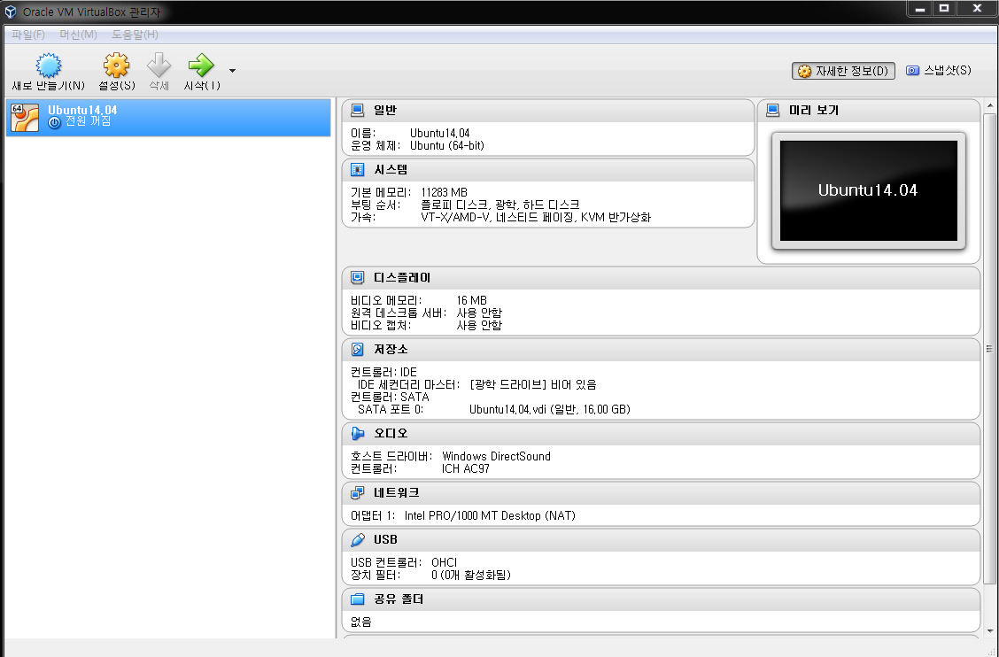 Oracle VM VirtualBox 관리자
파일(F) 머신(M) 도움말(H)
새로 만들기(N) 설정(S) 삭제 시작(T) 자세한 정보(D) 스냅샷(S)
64
Ubuntu14.04
전원 꺼짐
일반
이름: Ubuntu14.04
운영 체제: Ubuntu (64-bit)
시스템
기본 메모리: 11283 MB
부팅 순서: 플로피 디스크, 광학, 하드 디스크
가속: VT-x/AMD-V, 네스티드 페이징, KVM 반가상화
미리 보기
Ubuntu14.04
디스플레이
비디오 메모리: 16 MB
원격 데스크톱 서버: 사용 안함
비디오 캡처: 사용 안함
저장소
컨트롤러: IDE
IDE 세컨더리 마스터: [광학 드라이브] 비어 있음
컨트롤러: SATA
SATA 포트 0: Ubuntu14.04.vdi (일반, 16.00 GB)
오디오
호스트 드라이버: Windows DirectSound
컨트롤러: ICH AC97
네트워크
어댑터 1: Intel PRO/1000 MT Desktop (NAT)
USB
USB 컨트롤러: OHCI
장치 필터: 0 (0개 활성화됨)
공유 폴더
없음